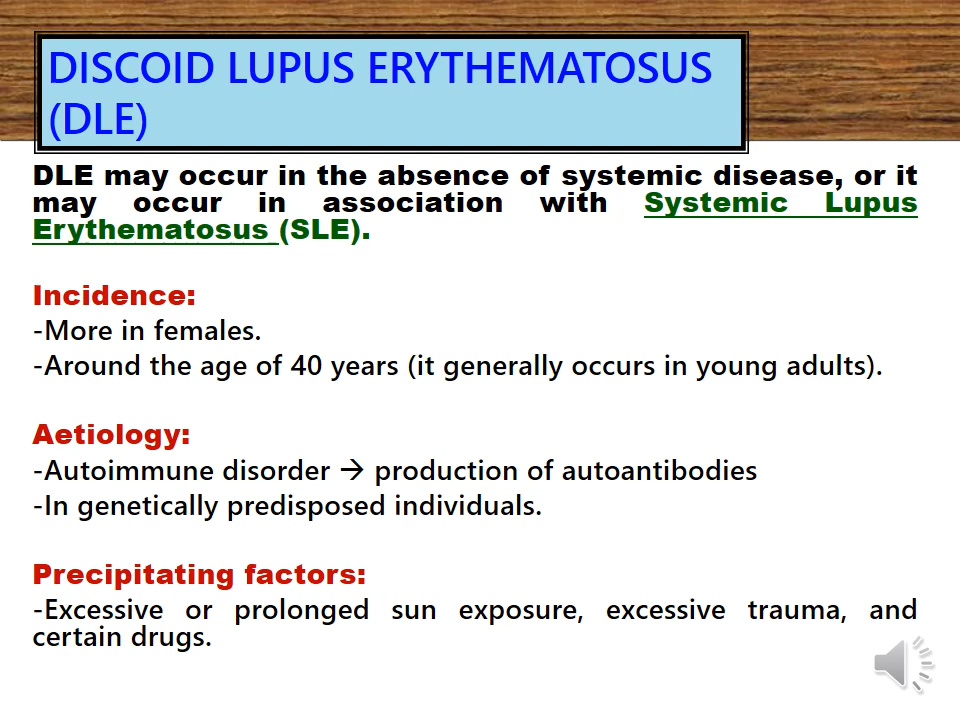 DISCOID LUPUS ERYTHEMATOSUS
(DLE)
DLE may occur in the absence of systemic disease, or it
may occur in association with Systemic Lupus
Erythematosus (SLE).
Incidence:
-More in females.
-Around the age of 40 years (it generally occurs in young adults).
Aetiology:
-Autoimmune disorder → production of autoantibodies
-In genetically predisposed individuals.
Precipitating factors:
-Excessive or prolonged sun exposure, excessive trauma, and
certain drugs.